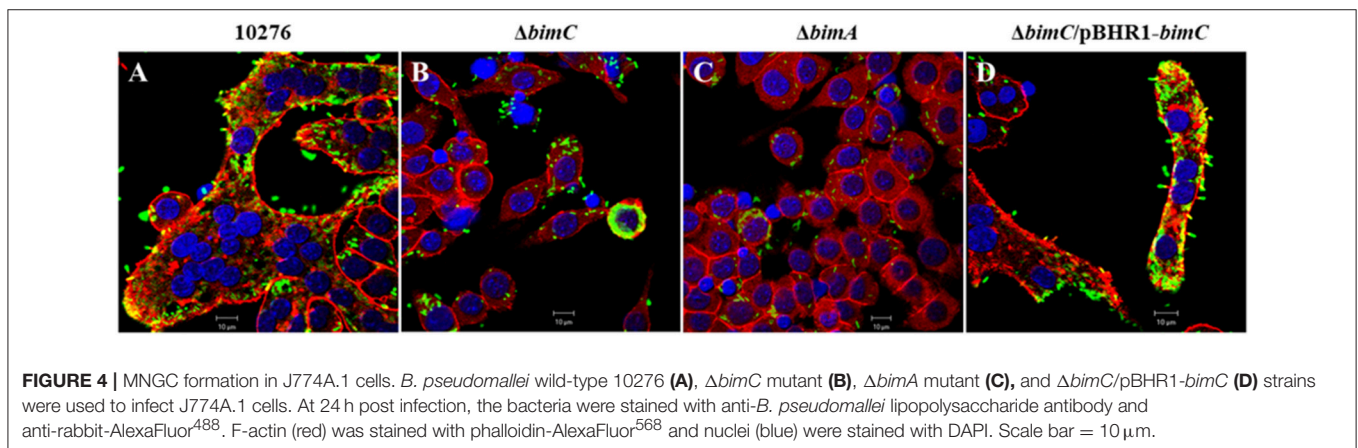 10276 ΔbimC ΔbimA ΔbimC/pBHR1-bimC
A B C D
10 µm 10 µm 10 µm 10 µm
FIGURE 4 | MNGC formation in J774A.1 cells. B. pseudomallei wild-type 10276 (A), ΔbimC mutant (B), ΔbimA mutant (C), and ΔbimC/pBHR1-bimC (D) strains
were used to infect J774A.1 cells. At 24 h post infection, the bacteria were stained with anti-B. pseudomallei lipopolysaccharide antibody and
anti-rabbit-AlexaFluor⁴⁸⁸. F-actin (red) was stained with phalloidin-AlexaFluor⁵⁶⁸ and nuclei (blue) were stained with DAPI. Scale bar = 10 µm.